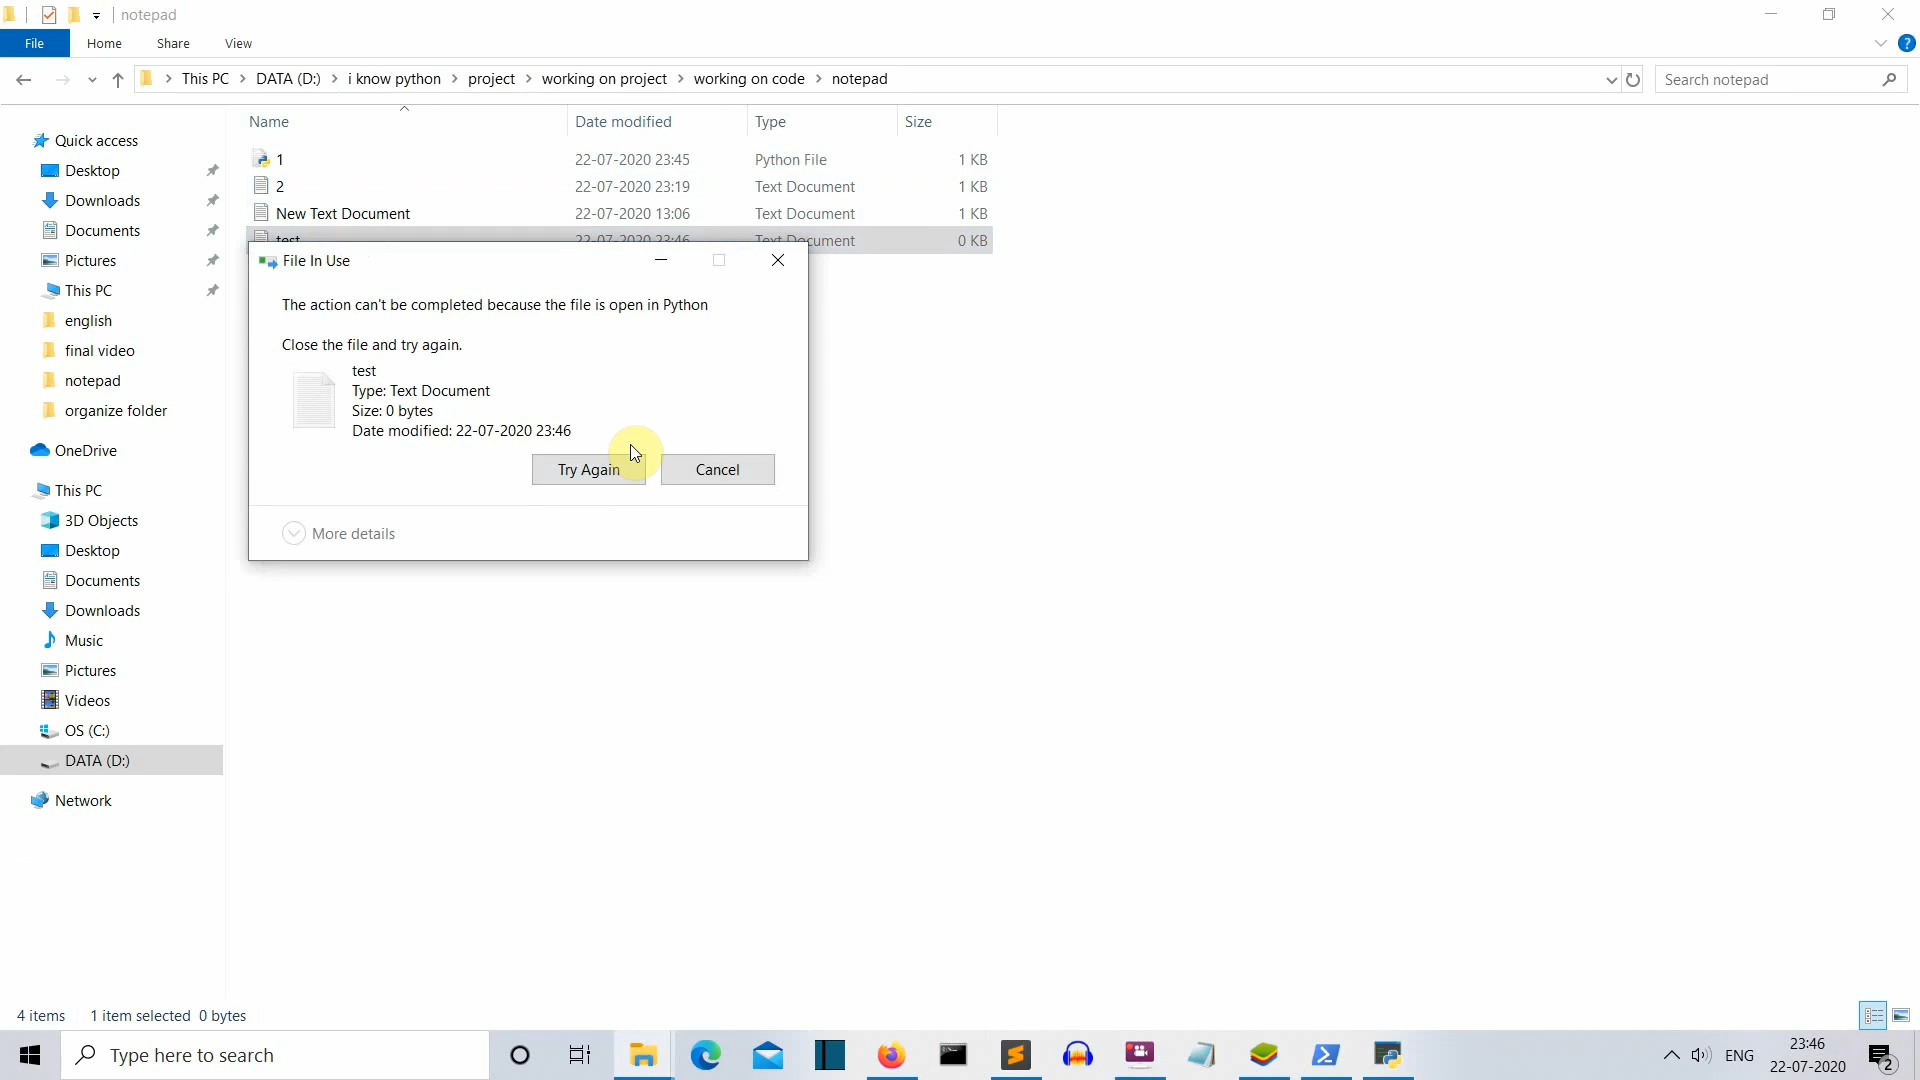 notepad
File Home Share View
This PC DATA (D:) i know python project working on project working on code notepad
Search notepad
Name Date modified Type Size
1 22-07-2020 23:45 Python File 1 KB
2 22-07-2020 23:19 Text Document 1 KB
New Text Document 22-07-2020 13:06 Text Document 1 KB
test 22-07-2020 23:46 Text Document 0 KB
Quick access
Desktop
Downloads
Documents
Pictures
This PC
english
final video
notepad
organize folder
OneDrive
This PC
3D Objects
Desktop
Documents
Downloads
Music
Pictures
Videos
OS (C:)
DATA (D:)
Network
File In Use
The action can't be completed because the file is open in Python
Close the file and try again.
test
Type: Text Document
Size: 0 bytes
Date modified: 22-07-2020 23:46
Try Again Cancel
More details
4 items 1 item selected 0 bytes
Type here to search
ENG
23:46
22-07-2020
2